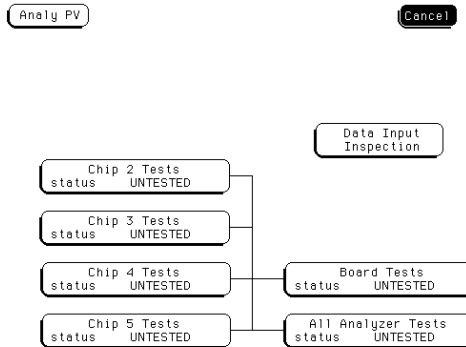 Analy PV
Cancel
Data Input
Inspection
Chip 2 Tests
status UNTESTED
Chip 3 Tests
status UNTESTED
Chip 4 Tests
status UNTESTED
Board Tests
status UNTESTED
Chip 5 Tests
status UNTESTED
All Analyzer Tests
status UNTESTED